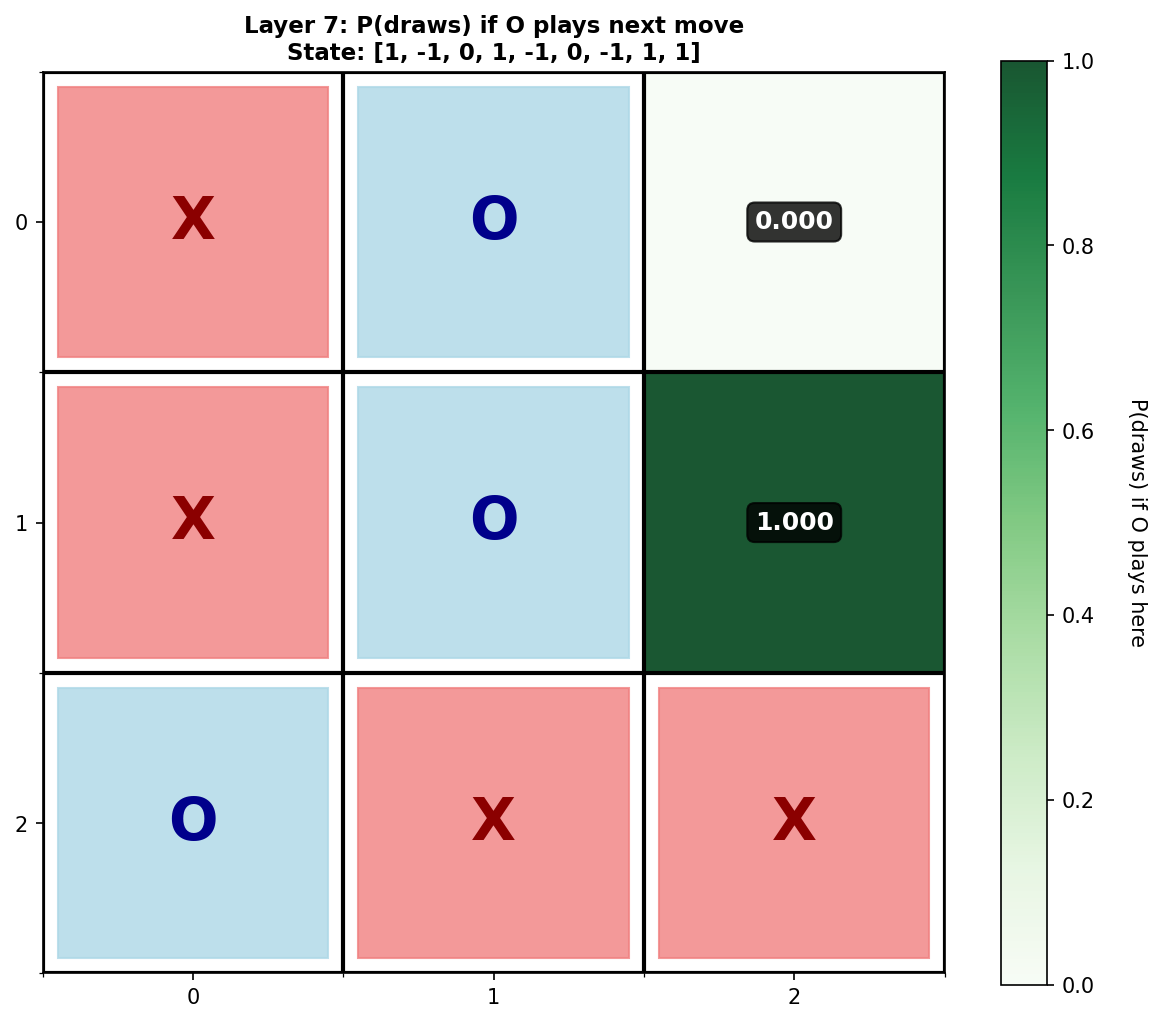 Layer 7: P(draws) if O plays next move
State: [1, -1, 0, 1, -1, 0, -1, 1, 1]
0
X
O
0.000
1
X
O
1.000
2
O
X
X
0
1
2
1.0
0.8
0.6
0.4
0.2
0.0
P(draws) if O plays here